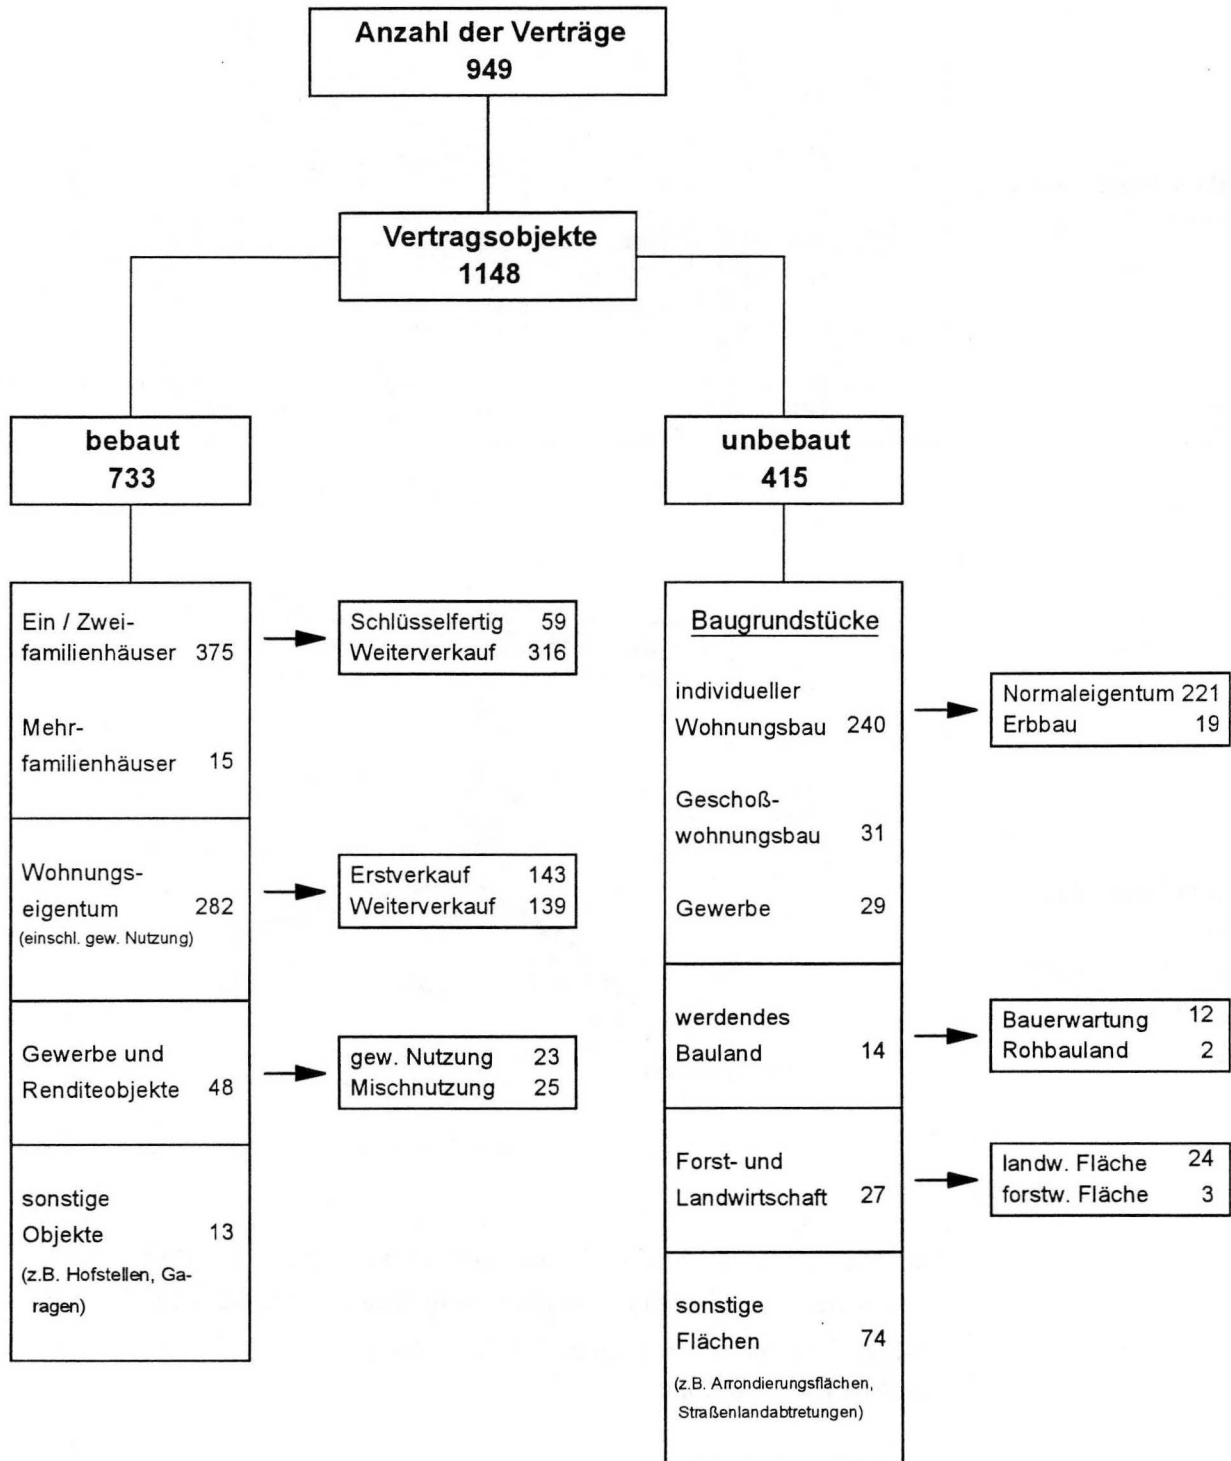 Anzahl der Verträge
949
Vertragsobjekte
1148
bebaut
733
Ein / Zwei-
familienhäuser 375
Mehr-
familienhäuser 15
Wohnungs-
eigentum 282
(einschl. gew. Nutzung)
Gewerbe und
Renditeobjekte 48
sonstige
Objekte 13
(z.B. Hofstellen, Ga-
ragen)
Schlüsselfertig 59
Weiterverkauf 316
Erstverkauf 143
Weiterverkauf 139
gew. Nutzung 23
Mischnutzung 25
unbebaut
415
Baugrundstücke
individueller
Wohnungsbau 240
Geschoß-
wohnungsbau 31
Gewerbe 29
werdendes
Bauland 14
Forst- und
Landwirtschaft 27
sonstige
Flächen 74
(z.B. Arrondierungsflächen,
Straßenlandabtretungen)
Normaleigentum 221
Erbbau 19
Bauerwartung 12
Rohbauland 2
landw. Fläche 24
forstw. Fläche 3